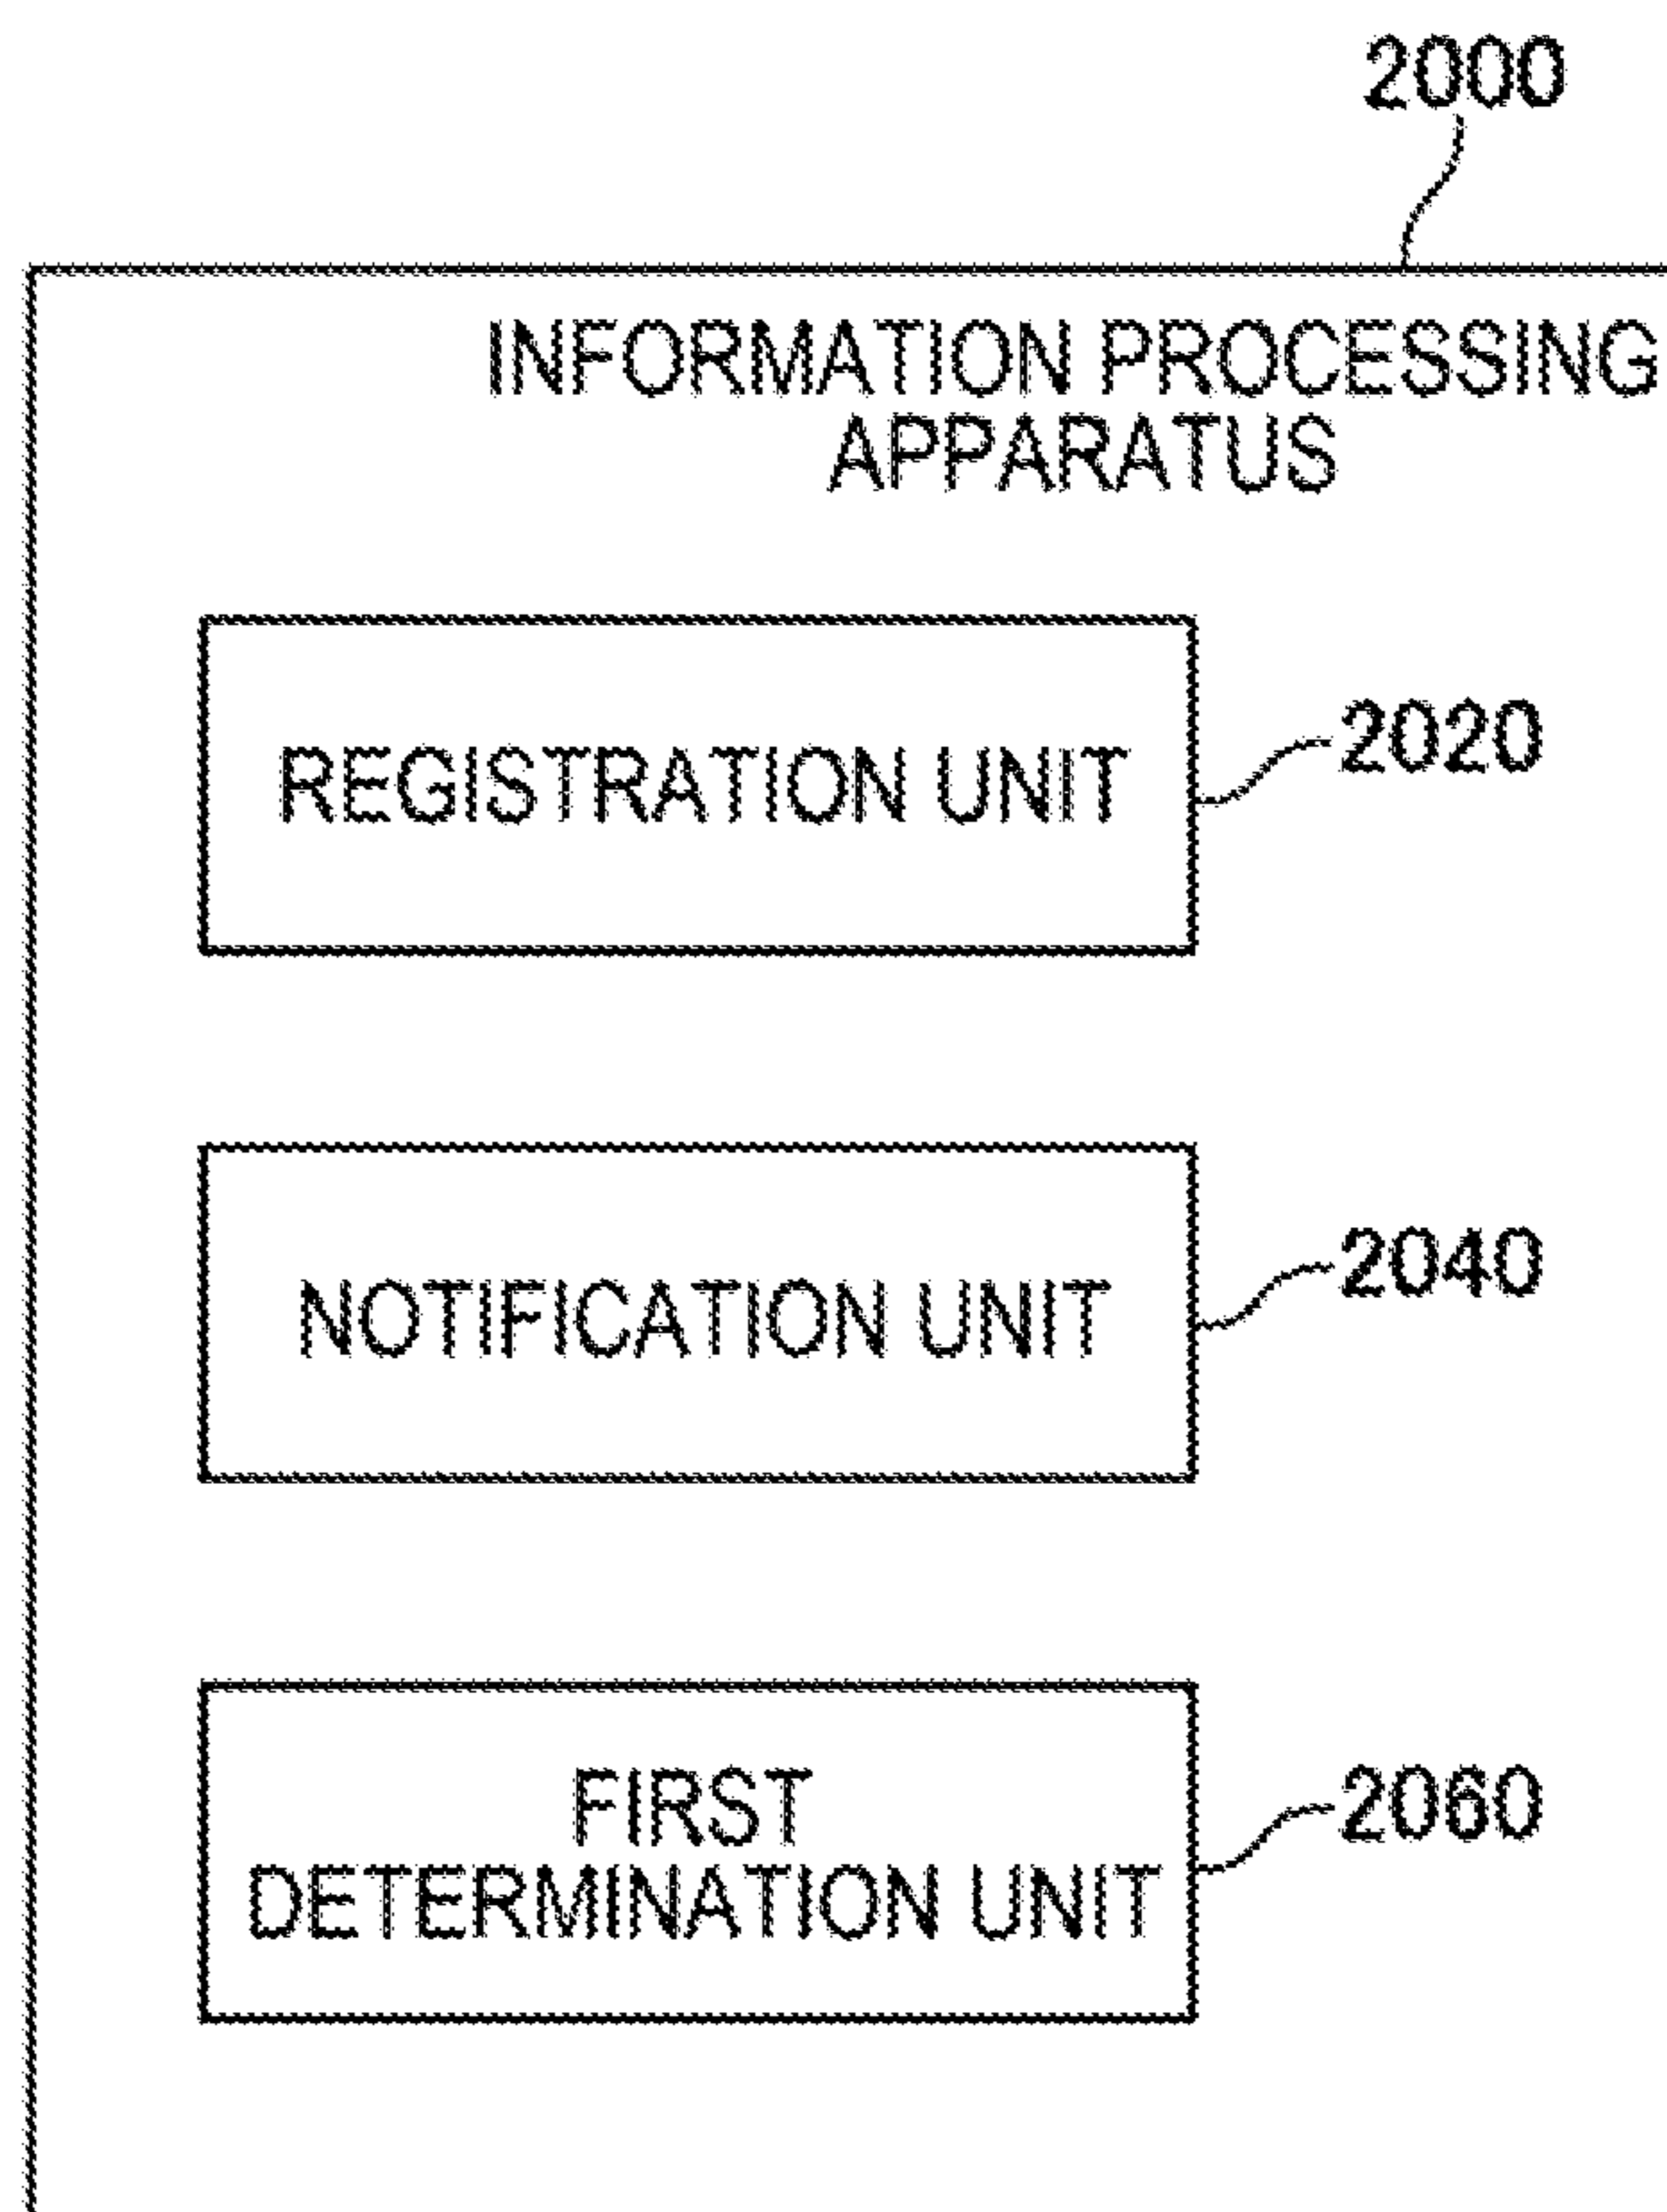 2000
INFORMATION PROCESSING
APPARATUS
REGISTRATION UNIT
2020
NOTIFICATION UNIT
2040
FIRST
DETERMINATION UNIT
2060